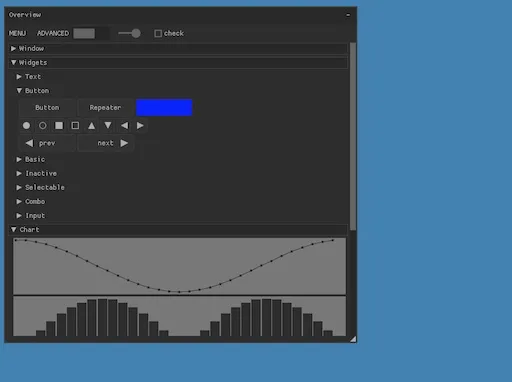 Overview
MENU ADVANCED check
Window
Widgets
Text
Button
Button Repeater
prev next
Basic
Inactive
Selectable
Combo
Input
Chart